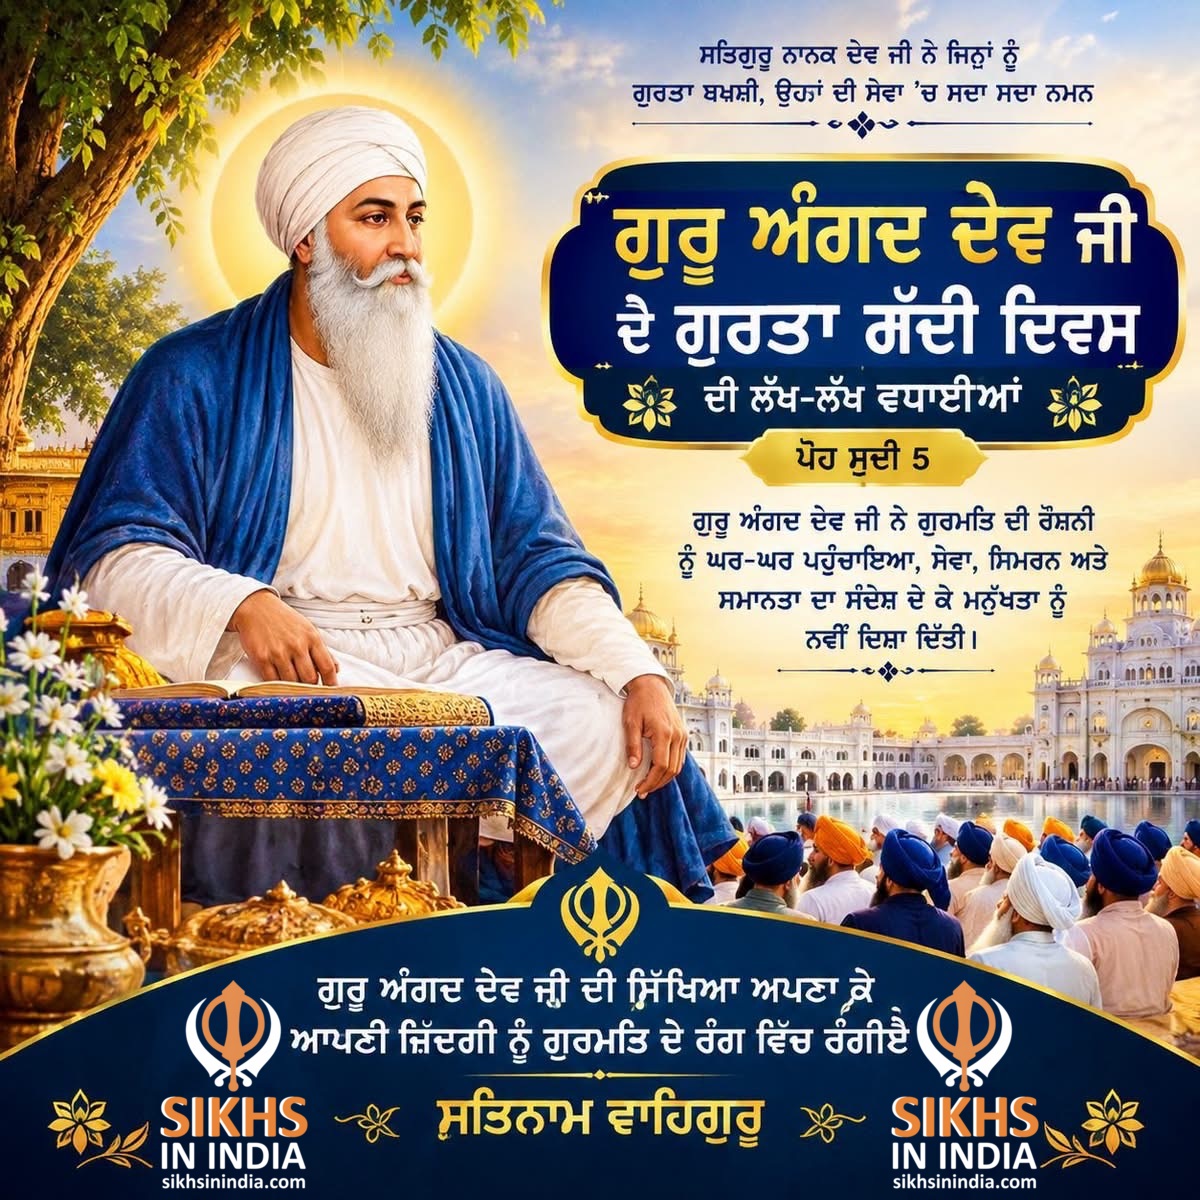 ਸਤਿਗੁਰੂ ਨਾਨਕ ਦੇਵ ਜੀ ਨੇ ਜਿਨ੍ਹਾਂ ਨੂੰ
ਗੁਰਤਾ ਬਖਸ਼ੀ, ਉਹਨਾਂ ਦੀ ਸੇਵਾ 'ਚ ਸਦਾ ਸਦਾ ਨਮਨ
ਗੁਰੂ ਅੰਗਦ ਦੇਵ ਜੀ
ਦੇ ਗੁਰਤਾ ਗੱਦੀ ਦਿਵਸ
ਦੀ ਲੱਖ-ਲੱਖ ਵਧਾਈਆਂ
ਪੋਹ ਸੁਦੀ 5
ਗੁਰੂ ਅੰਗਦ ਦੇਵ ਜੀ ਨੇ ਗੁਰਮਤਿ ਦੀ ਰੌਸ਼ਨੀ
ਨੂੰ ਘਰ-ਘਰ ਪਹੁੰਚਾਇਆ, ਸੇਵਾ, ਸਿਮਰਨ ਅਤੇ
ਸਮਾਨਤਾ ਦਾ ਸੰਦੇਸ਼ ਦੇ ਕੇ ਮਨੁੱਖਤਾ ਨੂੰ
ਨਵੀਂ ਦਿਸ਼ਾ ਦਿੱਤੀ।
ਗੁਰੂ ਅੰਗਦ ਦੇਵ ਜੀ ਦੀ ਸਿੱਖਿਆ ਅਪਣਾ ਕੇ
ਆਪਣੀ ਜ਼ਿੰਦਗੀ ਨੂੰ ਗੁਰਮਤਿ ਦੇ ਰੰਗ ਵਿੱਚ ਰੰਗੀਏ
ਸਤਿਨਾਮ ਵਾਹਿਗੁਰੂ
SIKHS
IN INDIA
sikhsinindia.com
SIKHS
IN INDIA
sikhsinindia.com